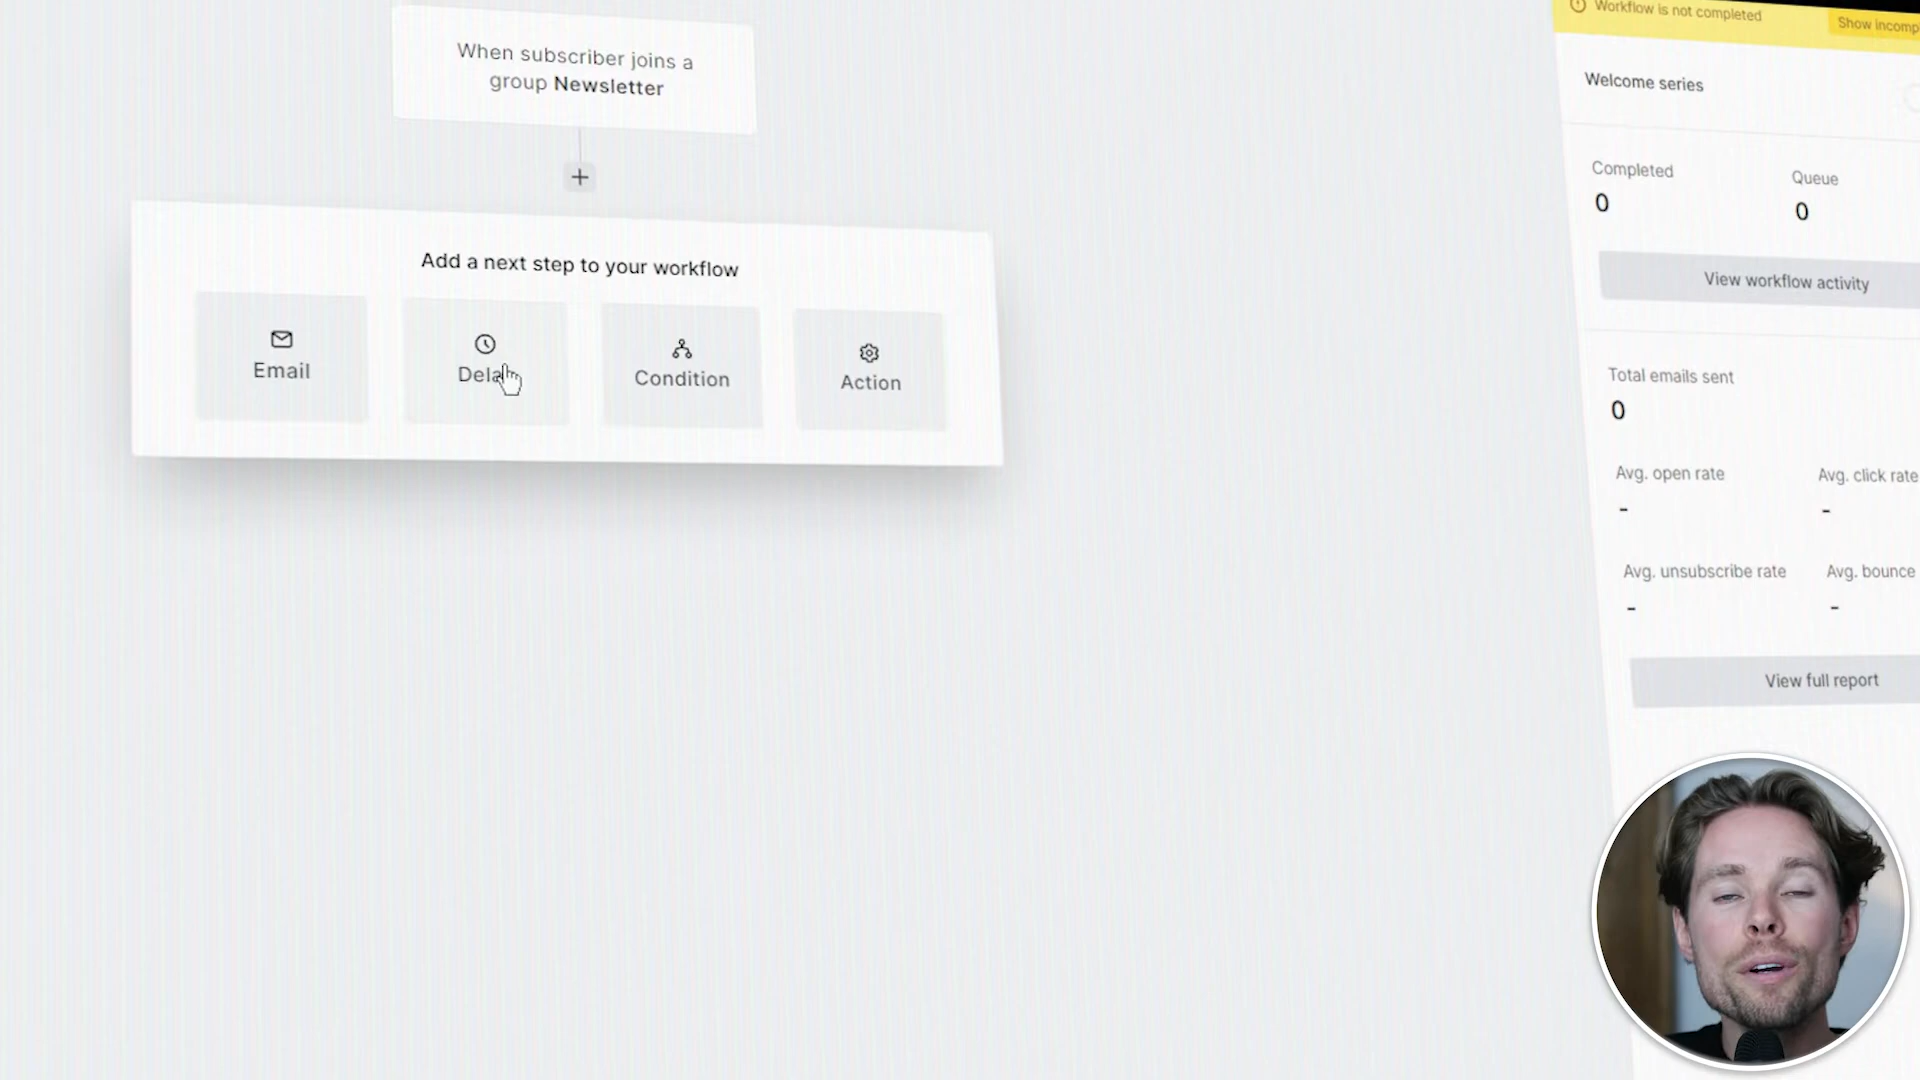 When subscriber joins a
group Newsletter
+
Add a next step to your workflow
Email
Condition
Action
Workflow is not completed
Show
Welcome series
Completed
Queue
0
0
View workflow activity
Total emails sent
0
Avg. open rate
Avg. click rate
-
-
Avg. unsubscribe rate
Avg. bounce
-
-
View full report